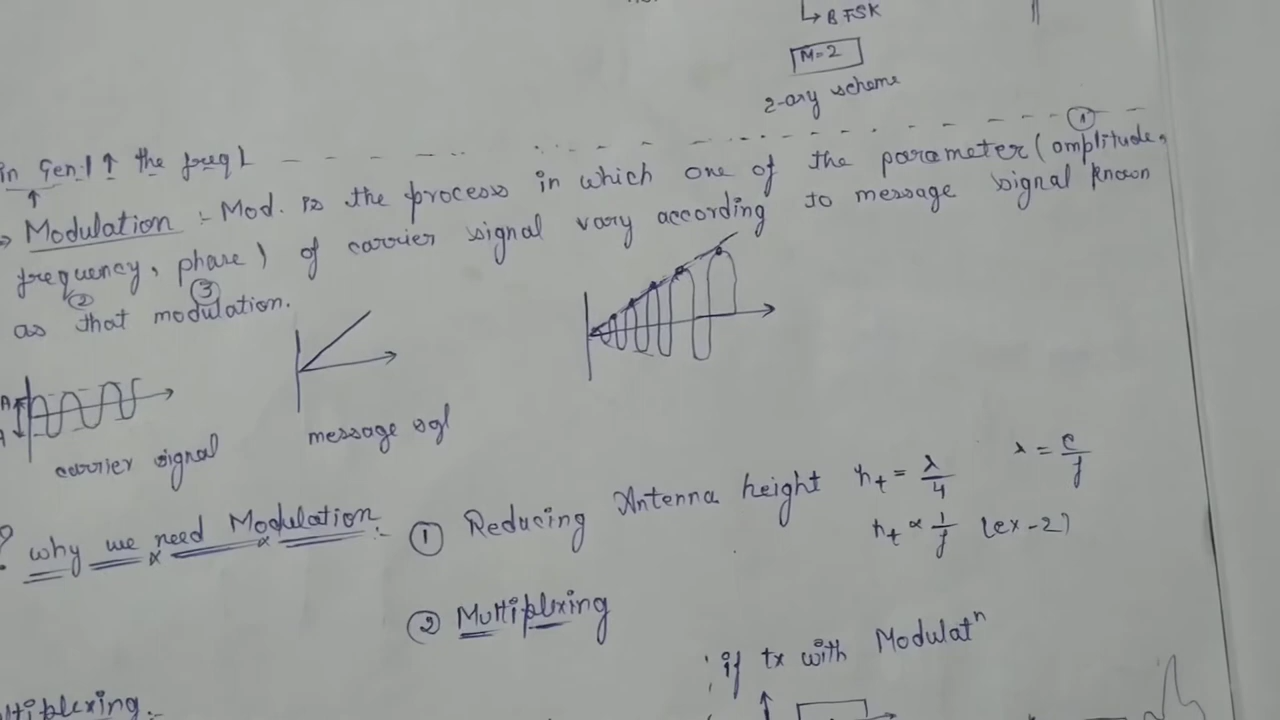 ↳ BFSK
M=2
2-ary scheme
in Gen.l ↑ the freq
①
→ Modulation :- Mod. is the process in which one of the parameter (amplitude,
frequency, phase) of carrier signal vary according to message signal known
② ③
as that modulation.
A
A
carrier signal
message sgl
? why we need Modulation :- ① Reducing Antenna height ht = λ/4 λ = c/f
ht ∝ 1/f (ex-2)
② Multiplexing
if tx with Modulatⁿ
ltiplexing :-